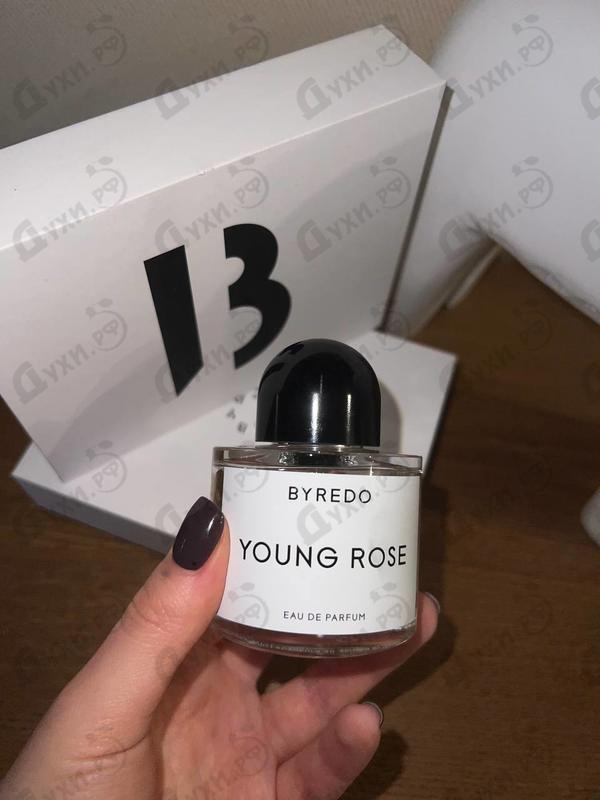 B
BYREDO
YOUNG ROSE
EAU DE PARFUM
Духи.рф